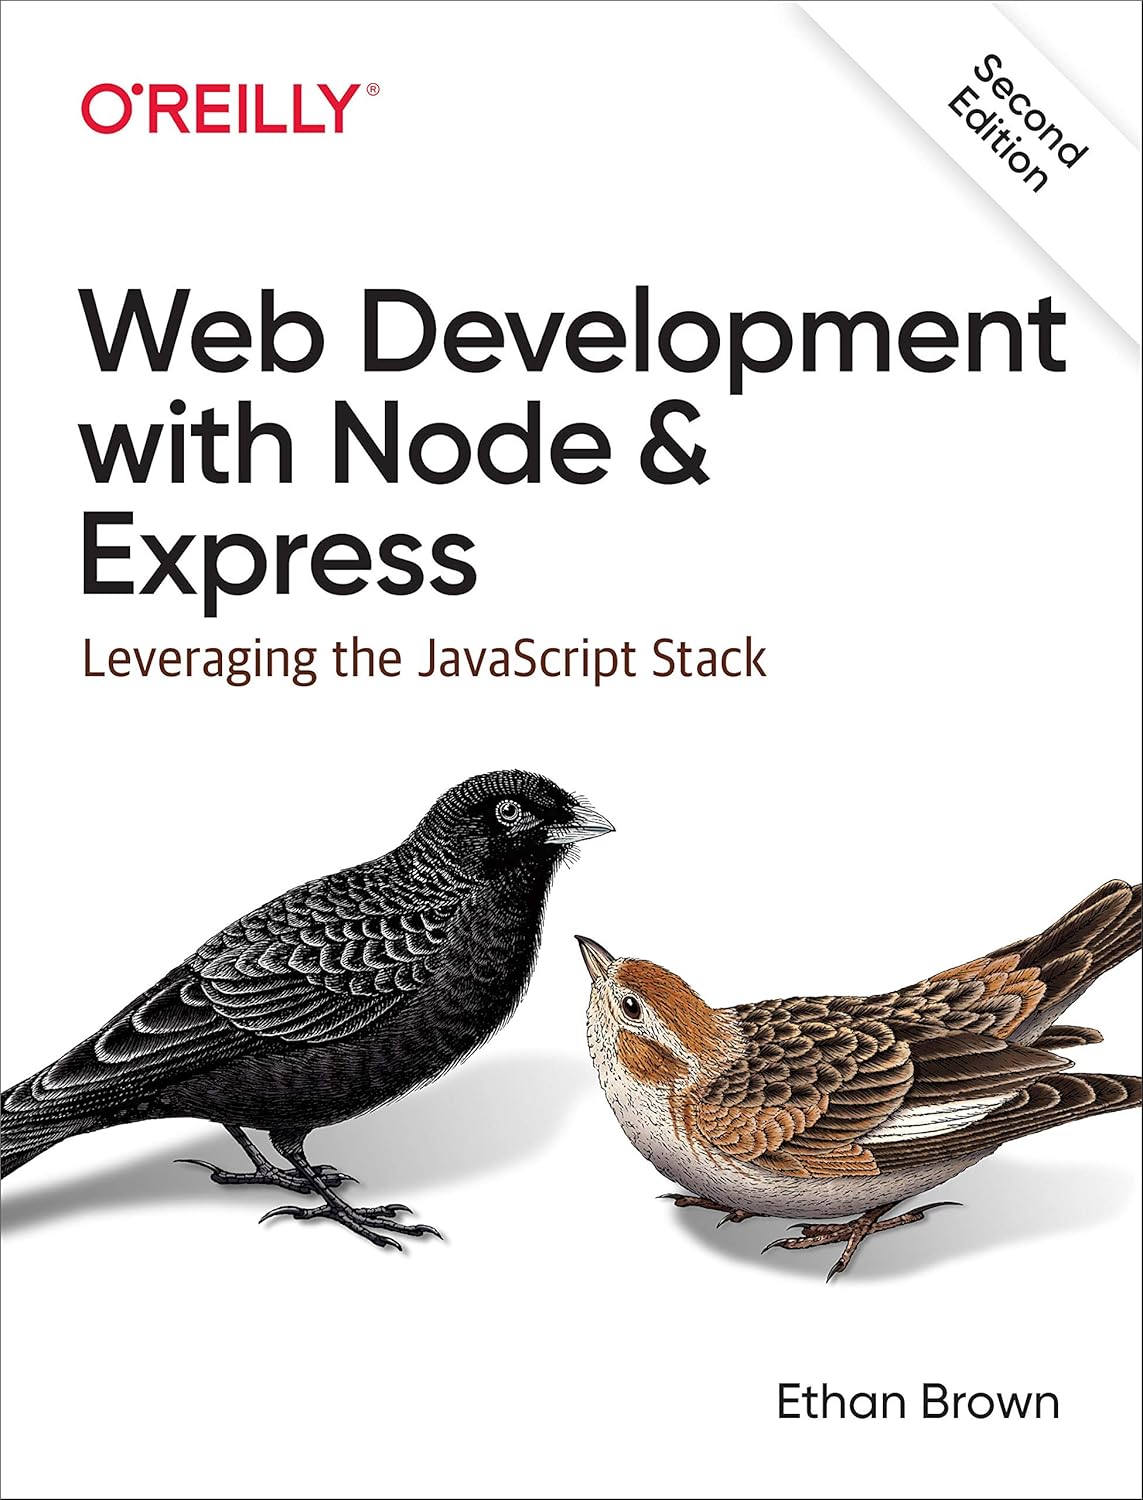 O'REILLY®
Second
Edition
Web Development
with Node &
Express
Leveraging the JavaScript Stack
Ethan Brown